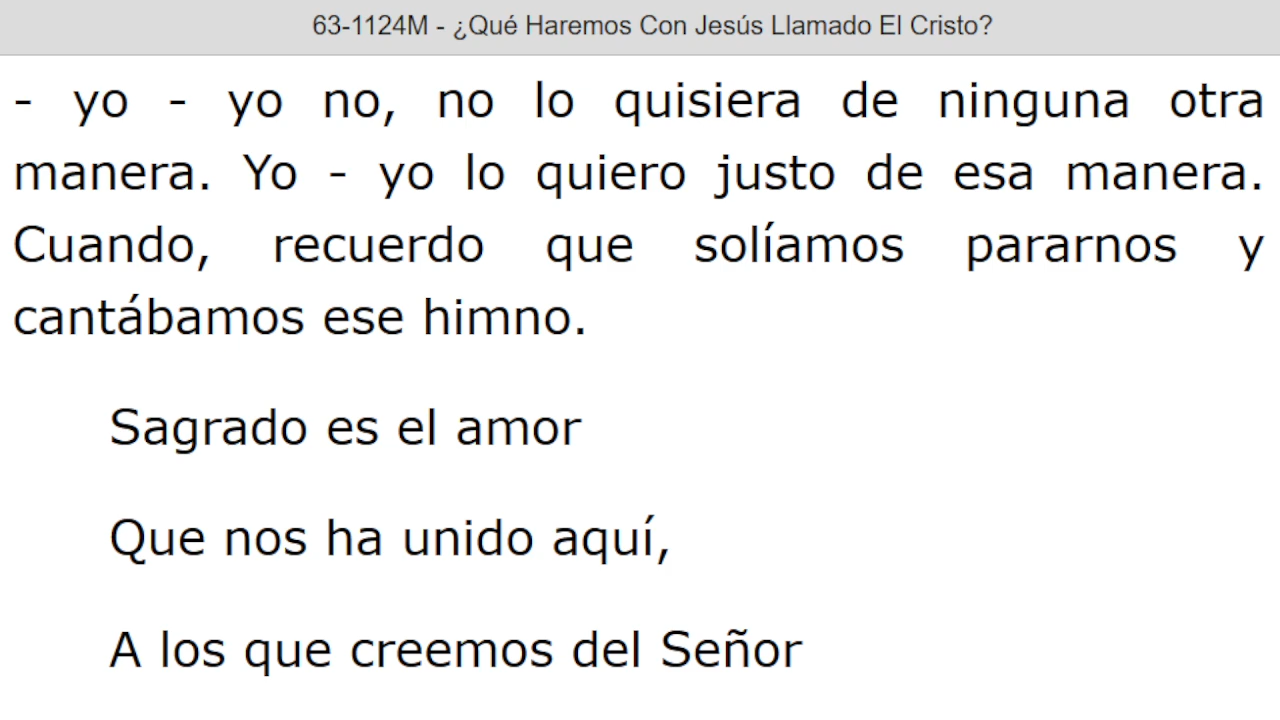 63-1124M - ¿Qué Haremos Con Jesús Llamado El Cristo?
- yo - yo no, no lo quisiera de ninguna otra
manera. Yo - yo lo quiero justo de esa manera.
Cuando, recuerdo que solíamos pararnos y
cantábamos ese himno.
Sagrado es el amor
Que nos ha unido aquí,
A los que creemos del Señor